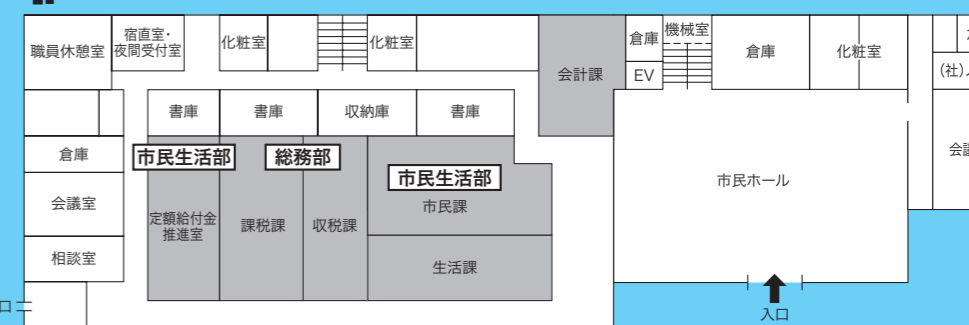 職員休憩室
宿直室・
夜間受付室
化粧室
化粧室
会計課
倉庫
機械室
EV
倉庫
化粧室
(社)
書庫
書庫
収納庫
書庫
倉庫
会議室
相談室
市民生活部
総務部
市民生活部
定額給付金
推進室
課税課
収税課
市民課
生活課
市民ホール
入口
口